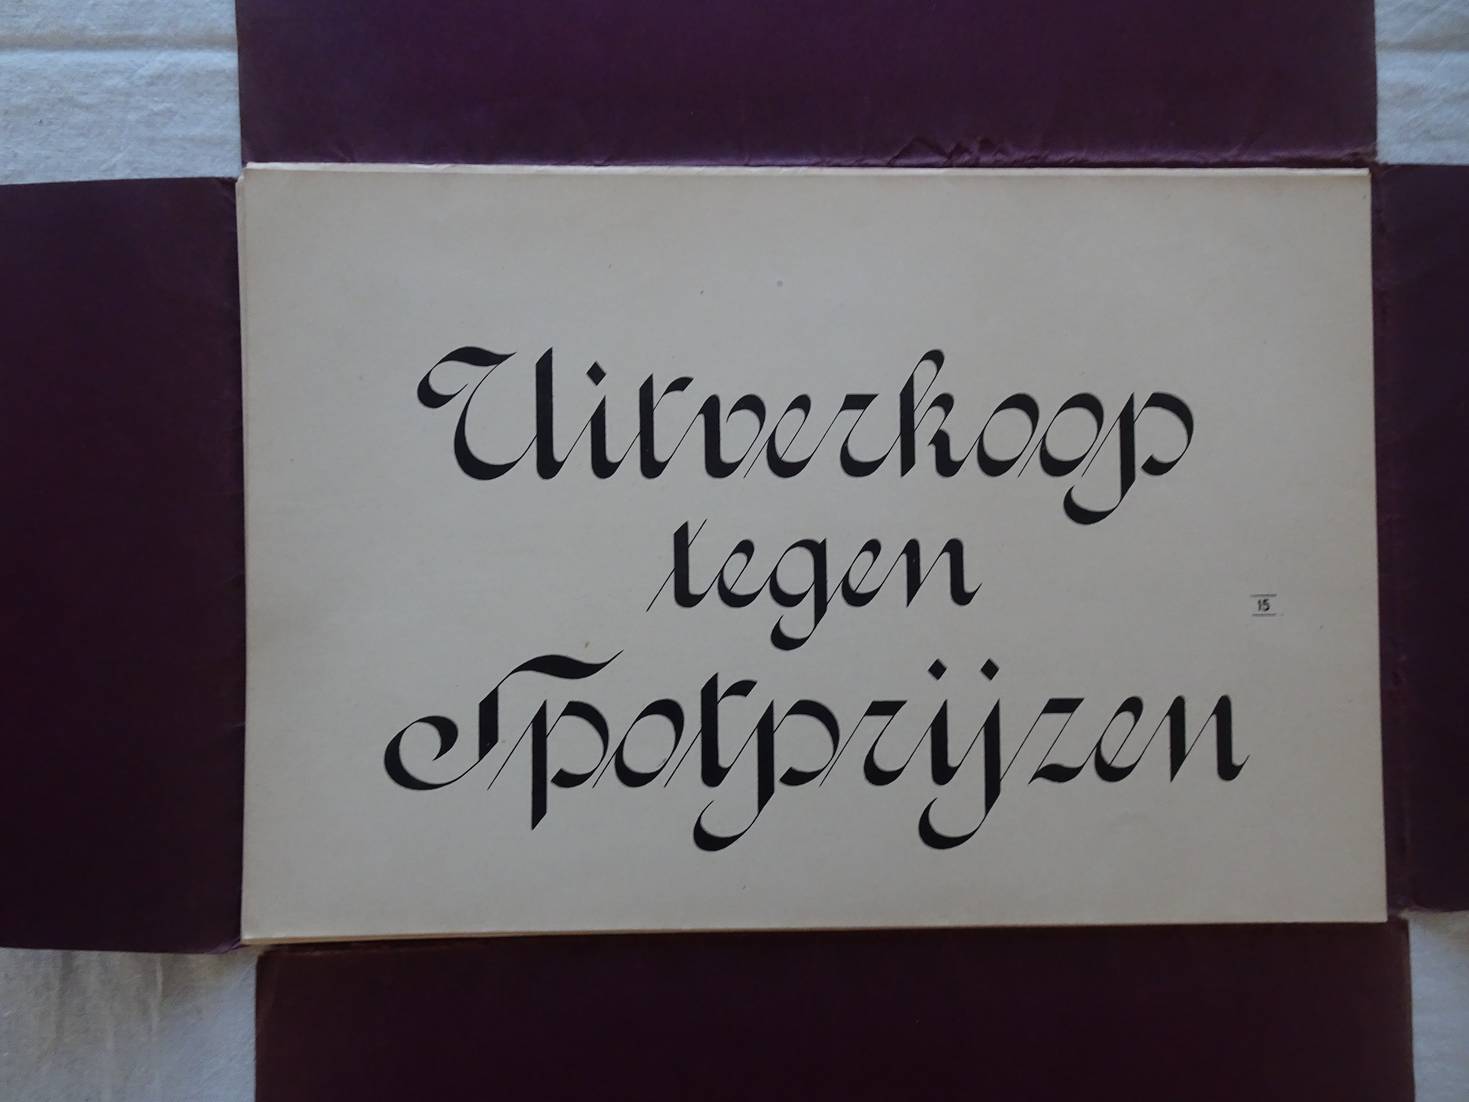 Uitverkoop
tegen
15
Spotprijzen